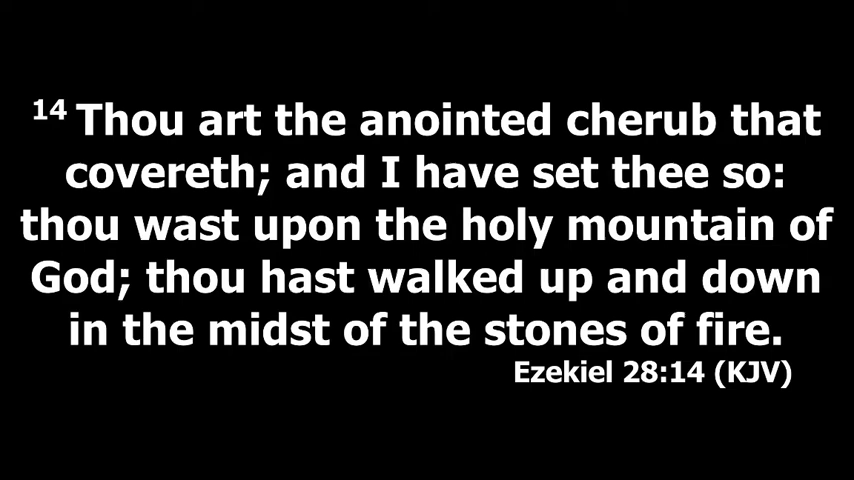 14 Thou art the anointed cherub that
covereth; and I have set thee so:
thou wast upon the holy mountain of
God; thou hast walked up and down
in the midst of the stones of fire.
Ezekiel 28:14 (KJV)